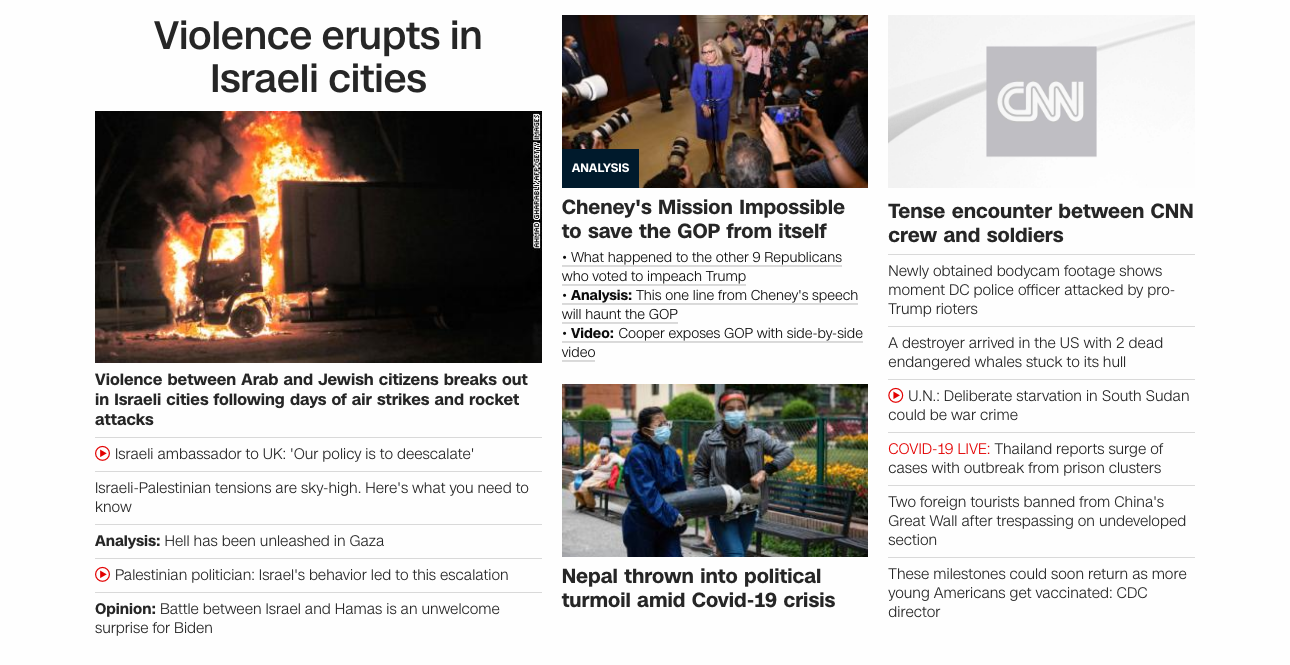 Violence erupts in
Israeli cities
Violence between Arab and Jewish citizens breaks out
in Israeli cities following days of air strikes and rocket
attacks
Israeli ambassador to UK: 'Our policy is to deescalate'
Israeli-Palestinian tensions are sky-high. Here's what you need to
know
Analysis: Hell has been unleashed in Gaza
Palestinian politician: Israel's behavior led to this escalation
Opinion: Battle between Israel and Hamas is an unwelcome
surprise for Biden
ANALYSIS
Cheney's Mission Impossible
to save the GOP from itself
• What happened to the other 9 Republicans
who voted to impeach Trump
• Analysis: This one line from Cheney's speech
will haunt the GOP
• Video: Cooper exposes GOP with side-by-side
video
Nepal thrown into political
turmoil amid Covid-19 crisis
CNN
Tense encounter between CNN
crew and soldiers
Newly obtained bodycam footage shows
moment DC police officer attacked by pro-
Trump rioters
A destroyer arrived in the US with 2 dead
endangered whales stuck to its hull
U.N.: Deliberate starvation in South Sudan
could be war crime
COVID-19 LIVE: Thailand reports surge of
cases with outbreak from prison clusters
Two foreign tourists banned from China's
Great Wall after trespassing on undeveloped
section
These milestones could soon return as more
young Americans get vaccinated: CDC
director